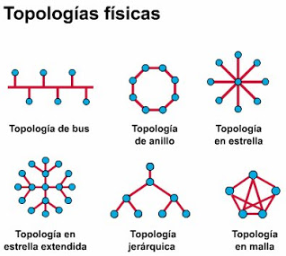 Topologías físicas
Topología de bus
Topología
de anillo
Topología
en estrella
Topología en
estrella extendida
Topología
jerárquica
Topología
en malla